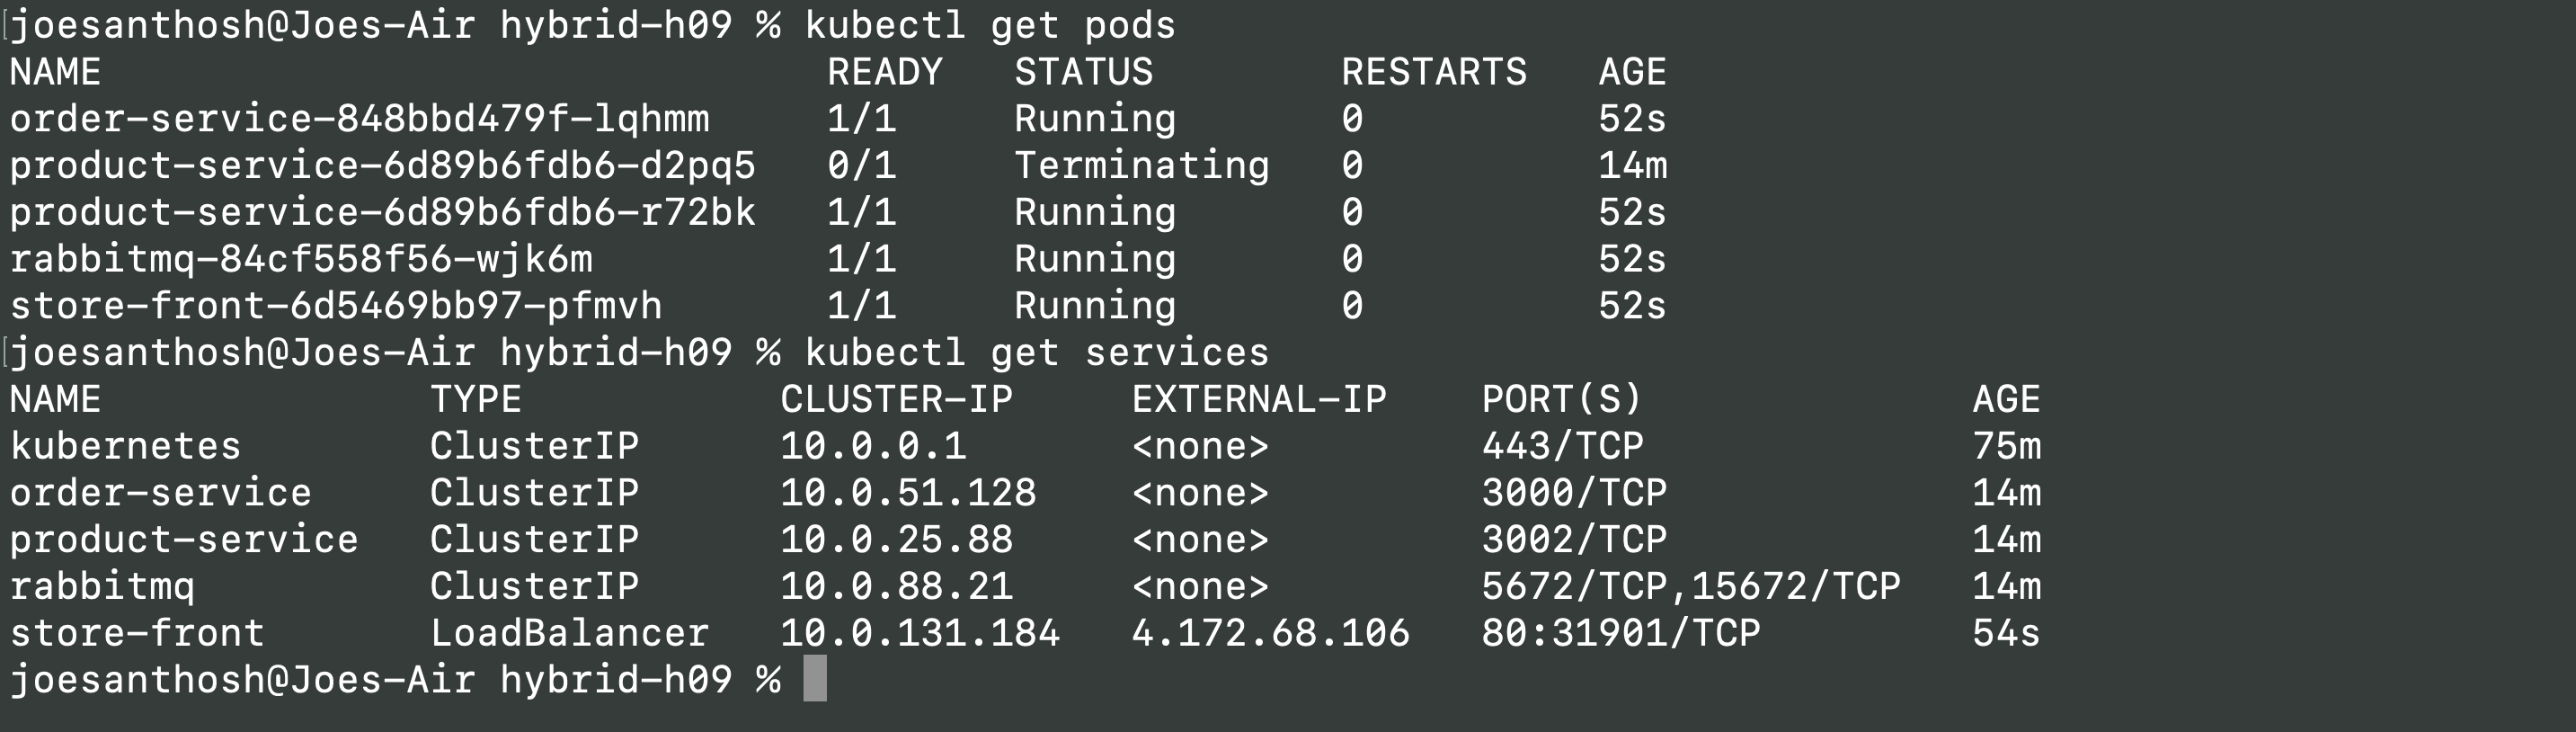 joesanthosh@Joes-Air hybrid-h09 % kubectl get pods
NAME                               READY   STATUS        RESTARTS   AGE
order-service-848bbd479f-lqhmm     1/1     Running       0          52s
product-service-6d89b6fdb6-d2pq5   0/1     Terminating   0          14m
product-service-6d89b6fdb6-r72bk   1/1     Running       0          52s
rabbitmq-84cf558f56-wjk6m          1/1     Running       0          52s
store-front-6d5469bb97-pfmvh       1/1     Running       0          52s
joesanthosh@Joes-Air hybrid-h09 % kubectl get services
NAME              TYPE           CLUSTER-IP     EXTERNAL-IP    PORT(S)              AGE
kubernetes        ClusterIP      10.0.0.1       <none>         443/TCP              75m
order-service     ClusterIP      10.0.51.128    <none>         3000/TCP             14m
product-service   ClusterIP      10.0.25.88     <none>         3002/TCP             14m
rabbitmq          ClusterIP      10.0.88.21     <none>         5672/TCP,15672/TCP   14m
store-front       LoadBalancer   10.0.131.184   4.172.68.106   80:31901/TCP         54s
joesanthosh@Joes-Air hybrid-h09 %